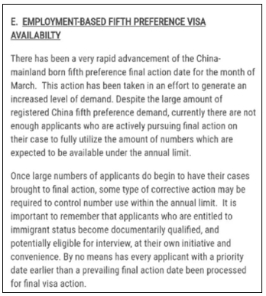 E. EMPLOYMENT-BASED FIFTH PREFERENCE VISA
AVAILABILTY
There has been a very rapid advancement of the China-
mainland born fifth preference final action date for the month of
March. This action has been taken in an effort to generate an
increased level of demand. Despite the large amount of
registered China fifth preference demand, currently there are not
enough applicants who are actively pursuing final action on
their case to fully utilize the amount of numbers which are
expected to be available under the annual limit.
Once large numbers of applicants do begin to have their cases
brought to final action, some type of corrective action may be
required to control number use within the annual limit. It is
important to remember that applicants who are entitled to
immigrant status become documentarily qualified, and
potentially eligible for interview, at their own initiative and
convenience. By no means has every applicant with a priority
date earlier than a prevailing final action date been processed
for final visa action.